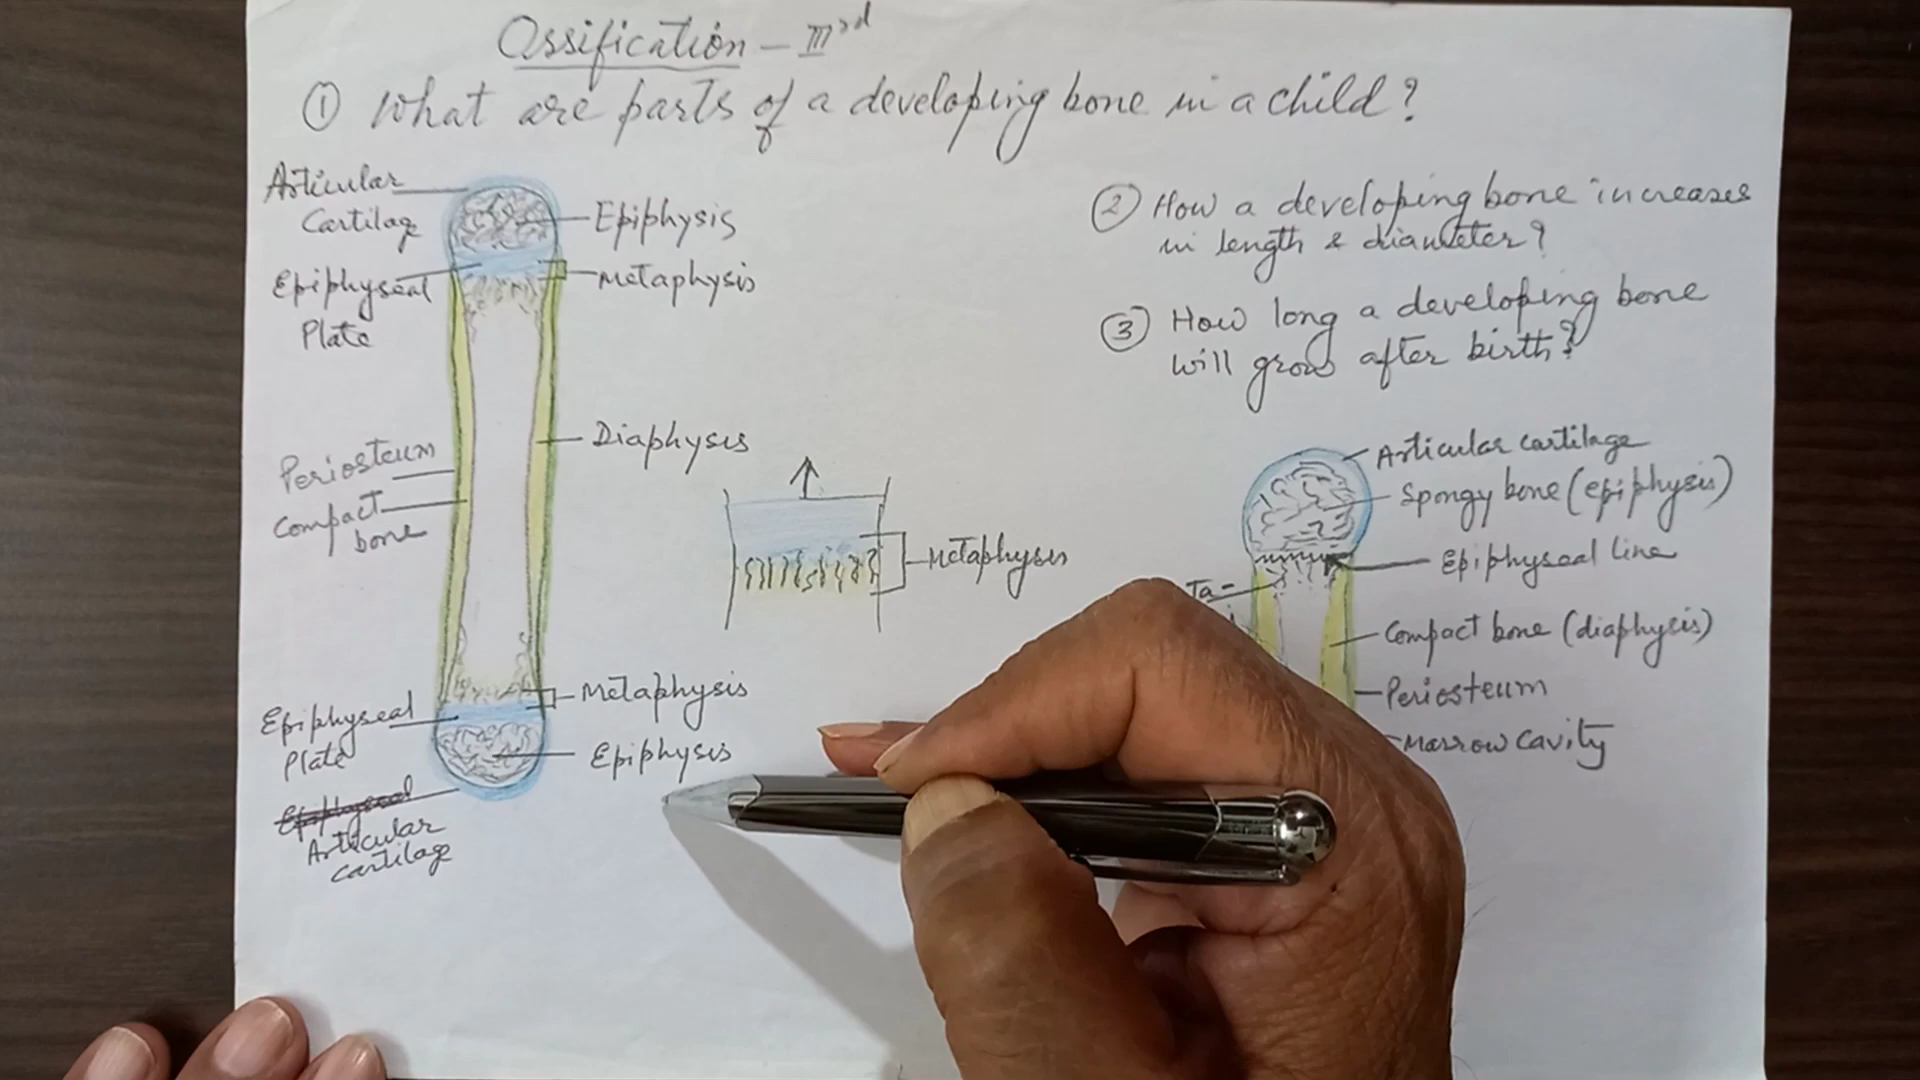 Ossification - IIIrd
① What are parts of a developing bone in a child?
Articular
Cartilage
Epiphyseal
Plate
Periosteum
Compact
bone
Epiphyseal
Plate
Epiphyseal
Articular
cartilage
Epiphysis
Metaphysis
Diaphysis
Metaphysis
Epiphysis
Metaphysis
② How a developing bone increases
in length & diameter?
③ How long a developing bone
will grow after birth?
Articular cartilage
Spongy bone (epiphysis)
Epiphyseal line
Compact bone (diaphysis)
Periosteum
Marrow cavity